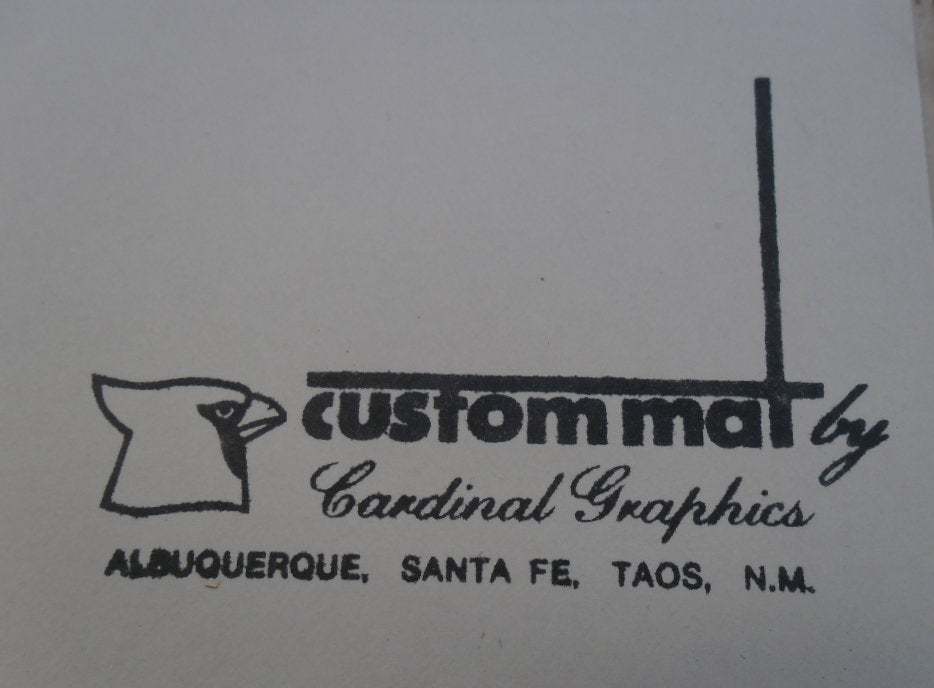 custom mat by
Cardinal Graphics
ALBUQUERQUE, SANTA FE, TAOS, N.M.